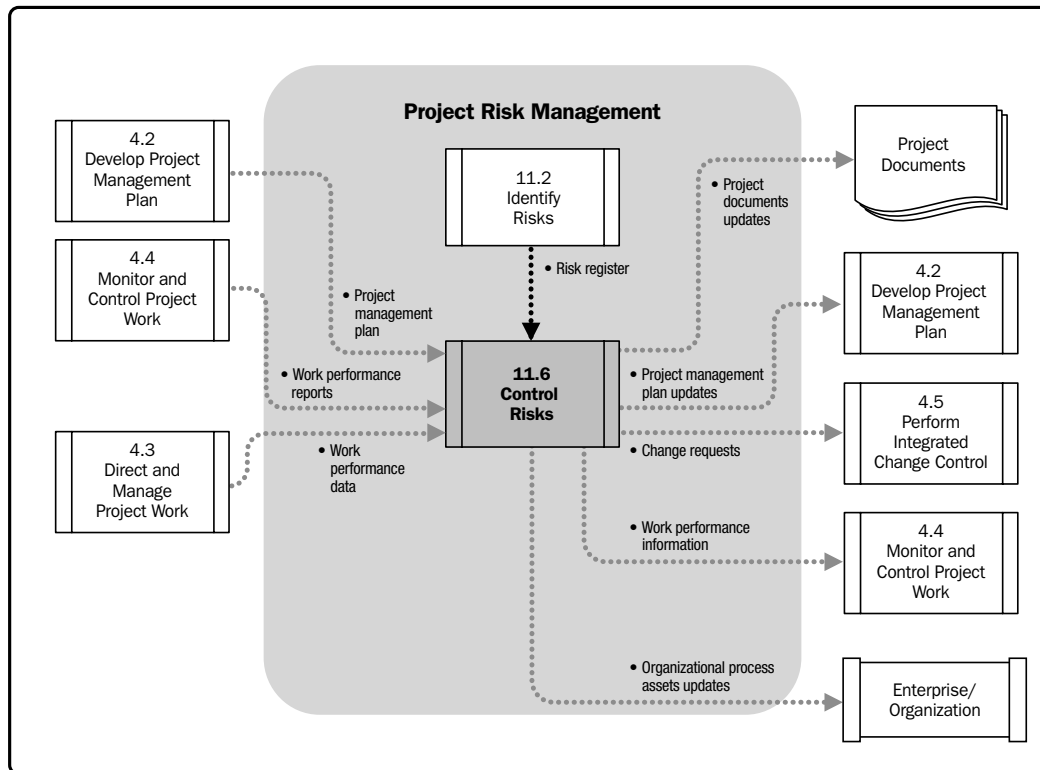 Project Risk Management
4.2
Develop Project
Management
Plan
4.4
Monitor and
Control Project
Work
4.3
Direct and
Manage
Project Work
11.2
Identify
Risks
• Risk register
• Project
management
plan
• Work performance
reports
• Work
performance
data
11.6
Control
Risks
• Project
documents
updates
• Project management
plan updates
• Change requests
• Work performance
information
• Organizational process
assets updates
Project
Documents
4.2
Develop Project
Management
Plan
4.5
Perform
Integrated
Change Control
4.4
Monitor and
Control Project
Work
Enterprise/
Organization